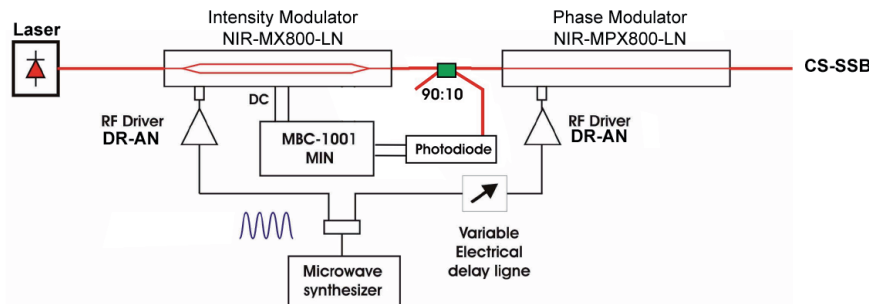 Laser
Intensity Modulator
NIR-MX800-LN
Phase Modulator
NIR-MPX800-LN
CS-SSB
90:10
DC
RF Driver
DR-AN
MBC-1001
MIN
Photodiode
RF Driver
DR-AN
Variable
Electrical
delay ligne
Microwave
synthesizer